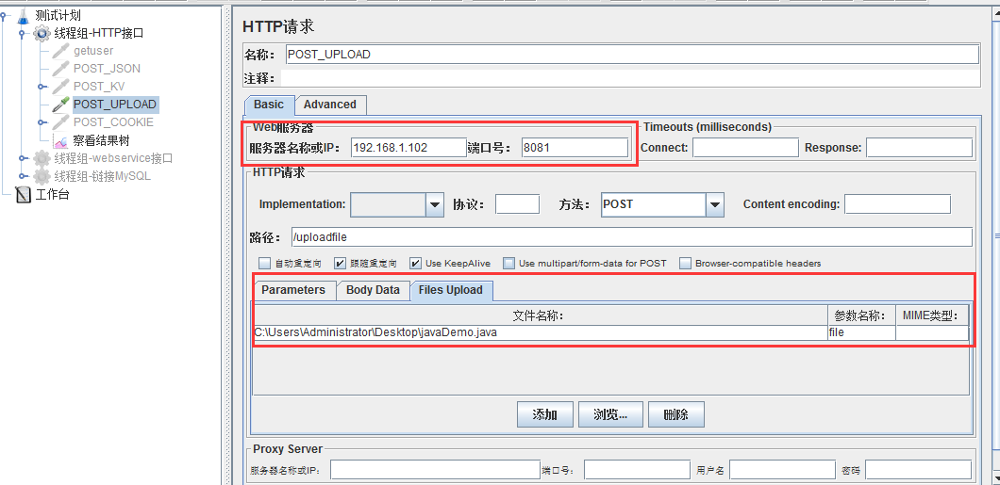 测试计划
线程组-HTTP接口
getuser
POST_JSON
POST_KV
POST_UPLOAD
POST_COOKIE
察看结果树
线程组-webservice接口
线程组-链接MySQL
工作台
HTTP请求
名称： POST_UPLOAD
注释：
Basic Advanced
Web服务器
服务器名称或IP： 192.168.1.102 端口号： 8081
Timeouts (milliseconds)
Connect: Response:
HTTP请求
Implementation: 协议： 方法： POST Content encoding:
路径： /uploadfile
自动重定向 跟随重定向 Use KeepAlive Use multipart/form-data for POST Browser-compatible headers
Parameters Body Data Files Upload
文件名称： 参数名称： MIME类型：
C:\Users\Administrator\Desktop\javaDemo.java file
添加 浏览... 删除
Proxy Server
服务器名称或IP： 端口号： 用户名 密码